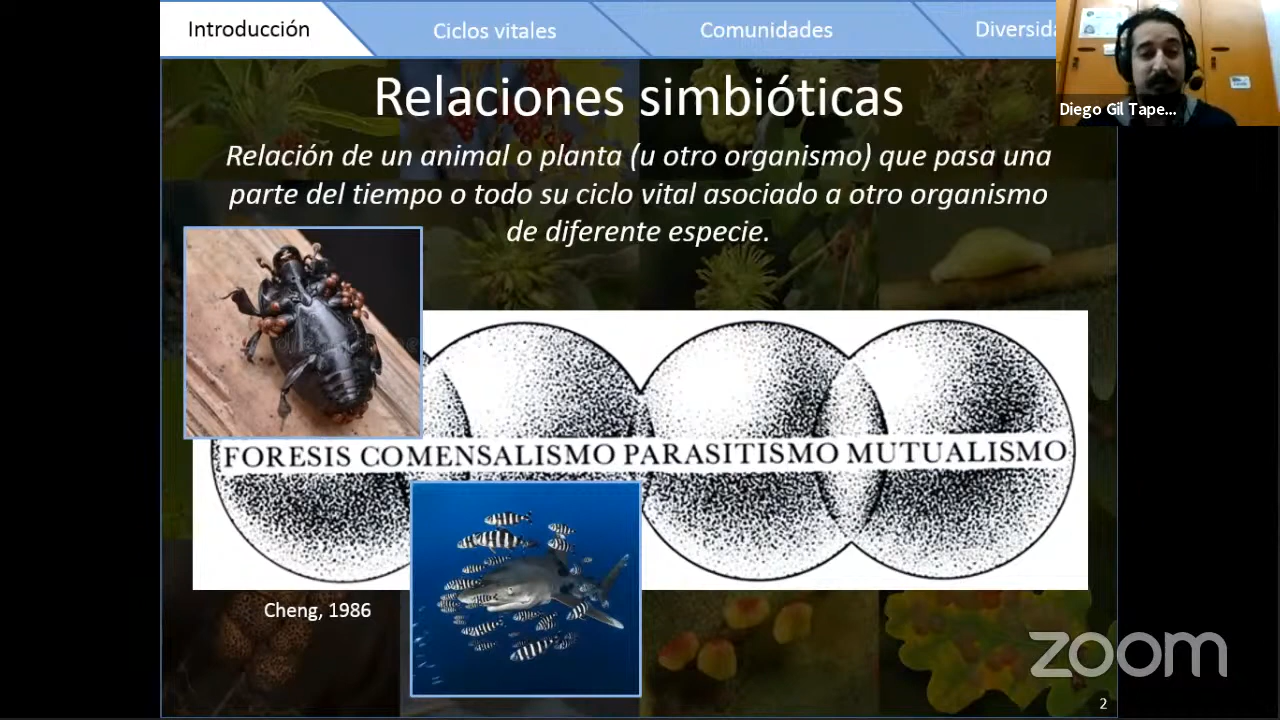 Introducción
Ciclos vitales
Comunidades
Diversida
Diego Gil Tape...
Relaciones simbióticas
Relación de un animal o planta (u otro organismo) que pasa una
parte del tiempo o todo su ciclo vital asociado a otro organismo
de diferente especie.
FORESIS COMENSALISMO PARASITISMO MUTUALISMO
Cheng, 1986
zoom
2